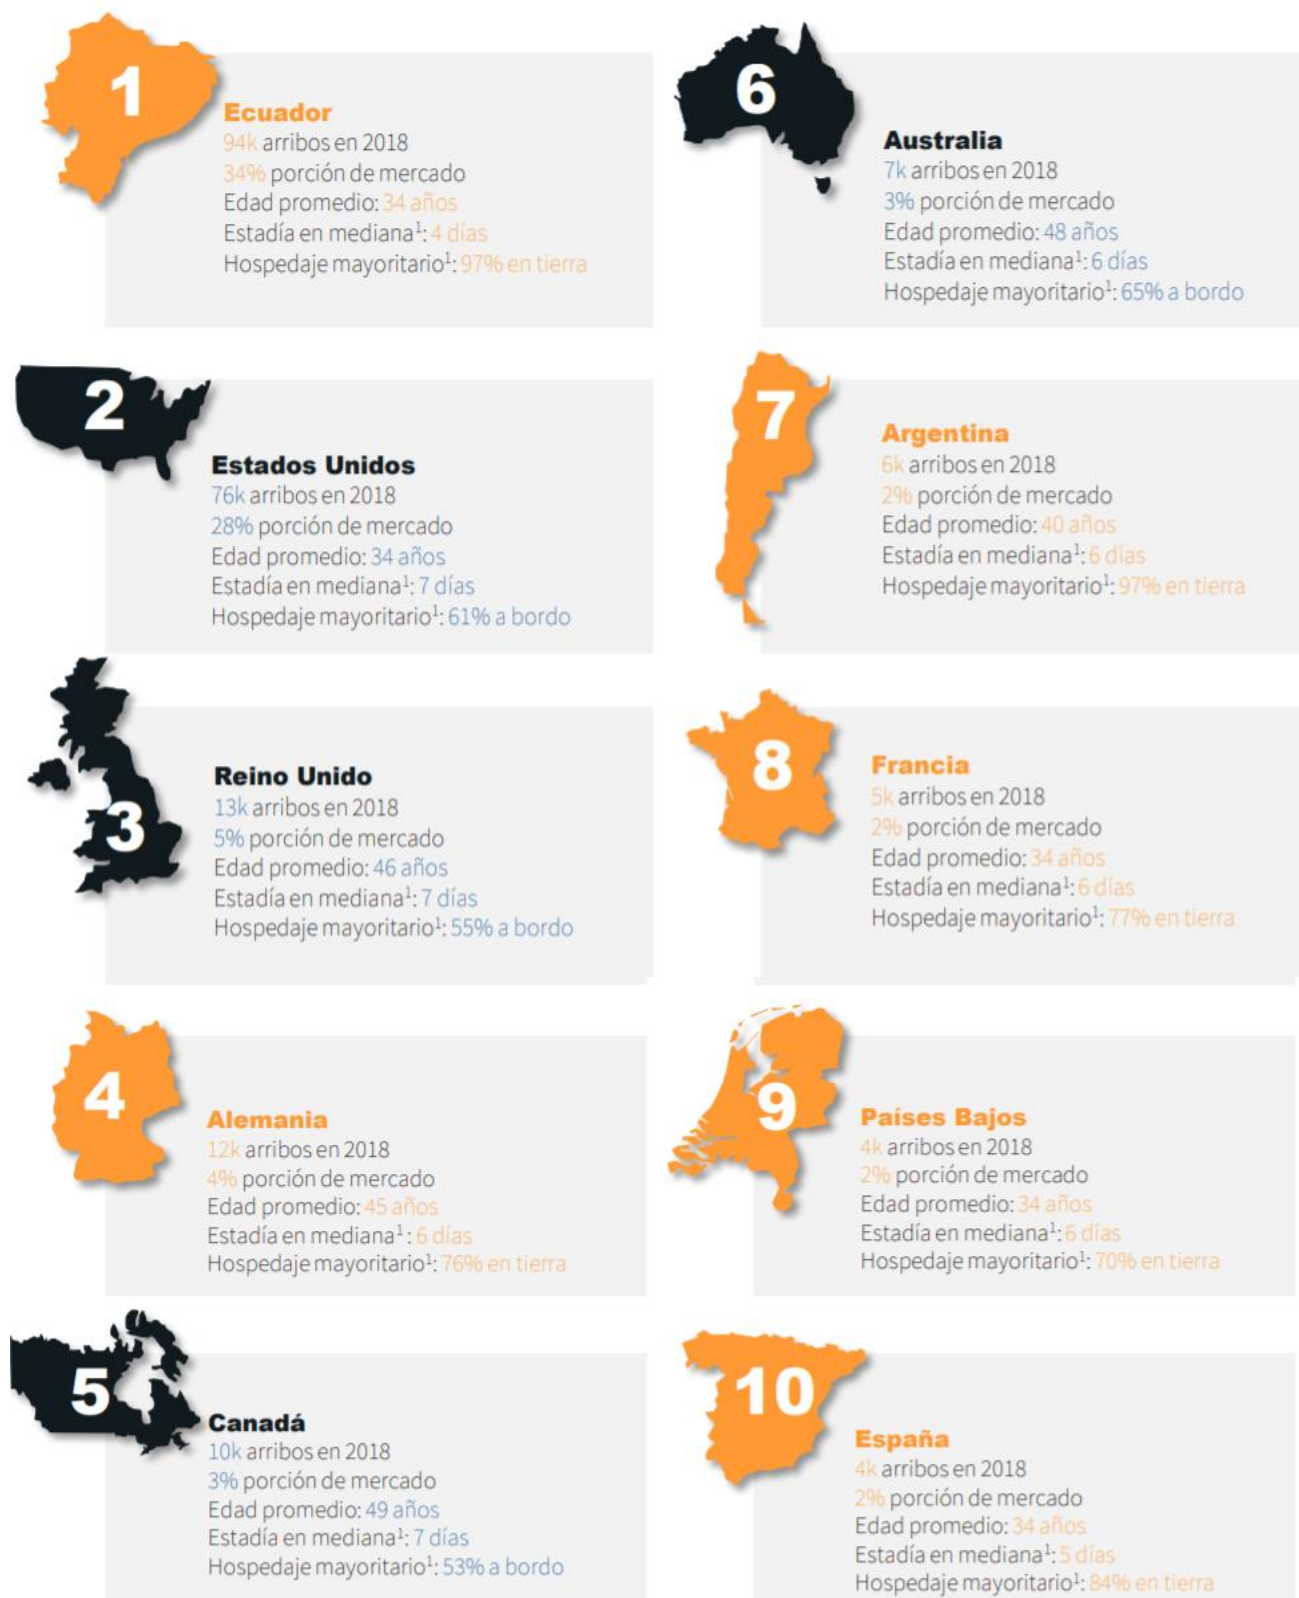 1
Ecuador
94k arribos en 2018
34% porción de mercado
Edad promedio: 34 años
Estadía en mediana¹: 4 días
Hospedaje mayoritario¹: 97% en tierra
2
Estados Unidos
76k arribos en 2018
28% porción de mercado
Edad promedio: 34 años
Estadía en mediana¹: 7 días
Hospedaje mayoritario¹: 61% a bordo
3
Reino Unido
13k arribos en 2018
5% porción de mercado
Edad promedio: 46 años
Estadía en mediana¹: 7 días
Hospedaje mayoritario¹: 55% a bordo
4
Alemania
12k arribos en 2018
4% porción de mercado
Edad promedio: 45 años
Estadía en mediana¹ : 6 días
Hospedaje mayoritario¹: 76% en tierra
5
Canadá
10k arribos en 2018
3% porción de mercado
Edad promedio: 49 años
Estadía en mediana¹: 7 días
Hospedaje mayoritario¹: 53% a bordo
6
Australia
7k arribos en 2018
3% porción de mercado
Edad promedio: 48 años
Estadía en mediana¹: 6 días
Hospedaje mayoritario¹: 65% a bordo
7
Argentina
6k arribos en 2018
2% porción de mercado
Edad promedio: 40 años
Estadía en mediana¹: 6 días
Hospedaje mayoritario¹: 97% en tierra
8
Francia
5k arribos en 2018
2% porción de mercado
Edad promedio: 34 años
Estadía en mediana¹: 6 días
Hospedaje mayoritario¹: 77% en tierra
9
Países Bajos
4k arribos en 2018
2% porción de mercado
Edad promedio: 34 años
Estadía en mediana¹: 6 días
Hospedaje mayoritario¹: 70% en tierra
10
España
4k arribos en 2018
2% porción de mercado
Edad promedio: 34 años
Estadía en mediana¹: 5 días
Hospedaje mayoritario¹: 84% en tierra